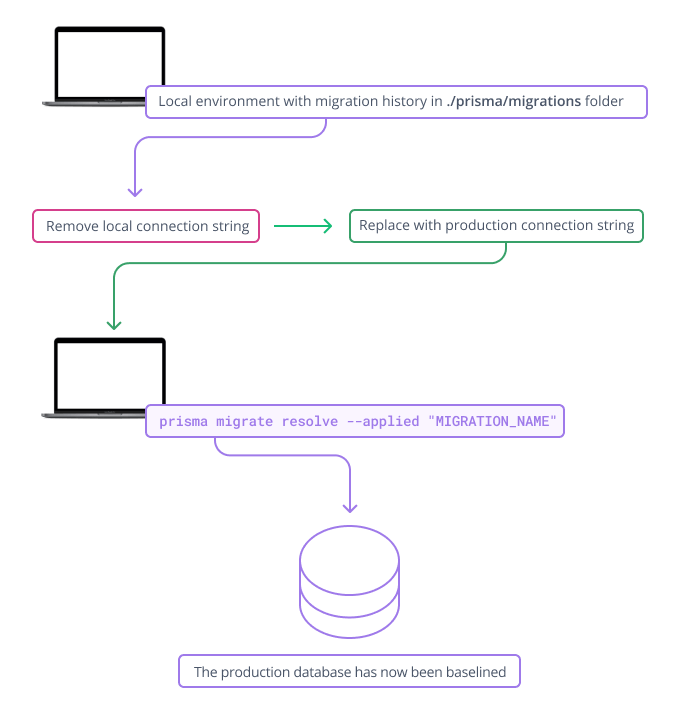 Local environment with migration history in ./prisma/migrations folder
Remove local connection string
Replace with production connection string
prisma migrate resolve --applied "MIGRATION_NAME"
The production database has now been baselined